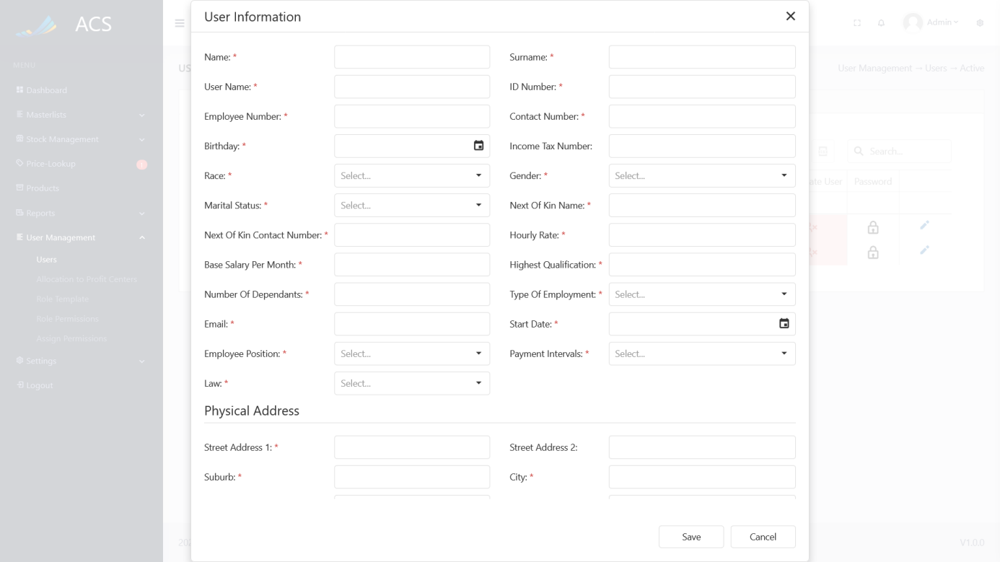 ACS
MENU
Dashboard
Masterlists
Stock Management
Price-Lookup
Products
Reports
User Management
Users
Allocation to Profit Centers
Role Template
Role Permissions
Assign Permissions
Settings
Logout
Admin
User Management → Users → Active
Search...
ate User Password
User Information
Name: * Surname: *
User Name: * ID Number: *
Employee Number: * Contact Number: *
Birthday: * Income Tax Number:
Race: * Select... Gender: * Select...
Marital Status: * Select... Next Of Kin Name: *
Next Of Kin Contact Number: * Hourly Rate: *
Base Salary Per Month: * Highest Qualification: *
Number Of Dependants: * Type Of Employment: * Select...
Email: * Start Date: *
Employee Position: * Select... Payment Intervals: * Select...
Law: * Select...
Physical Address
Street Address 1: * Street Address 2:
Suburb: * City: *
Save Cancel
V1.0.0